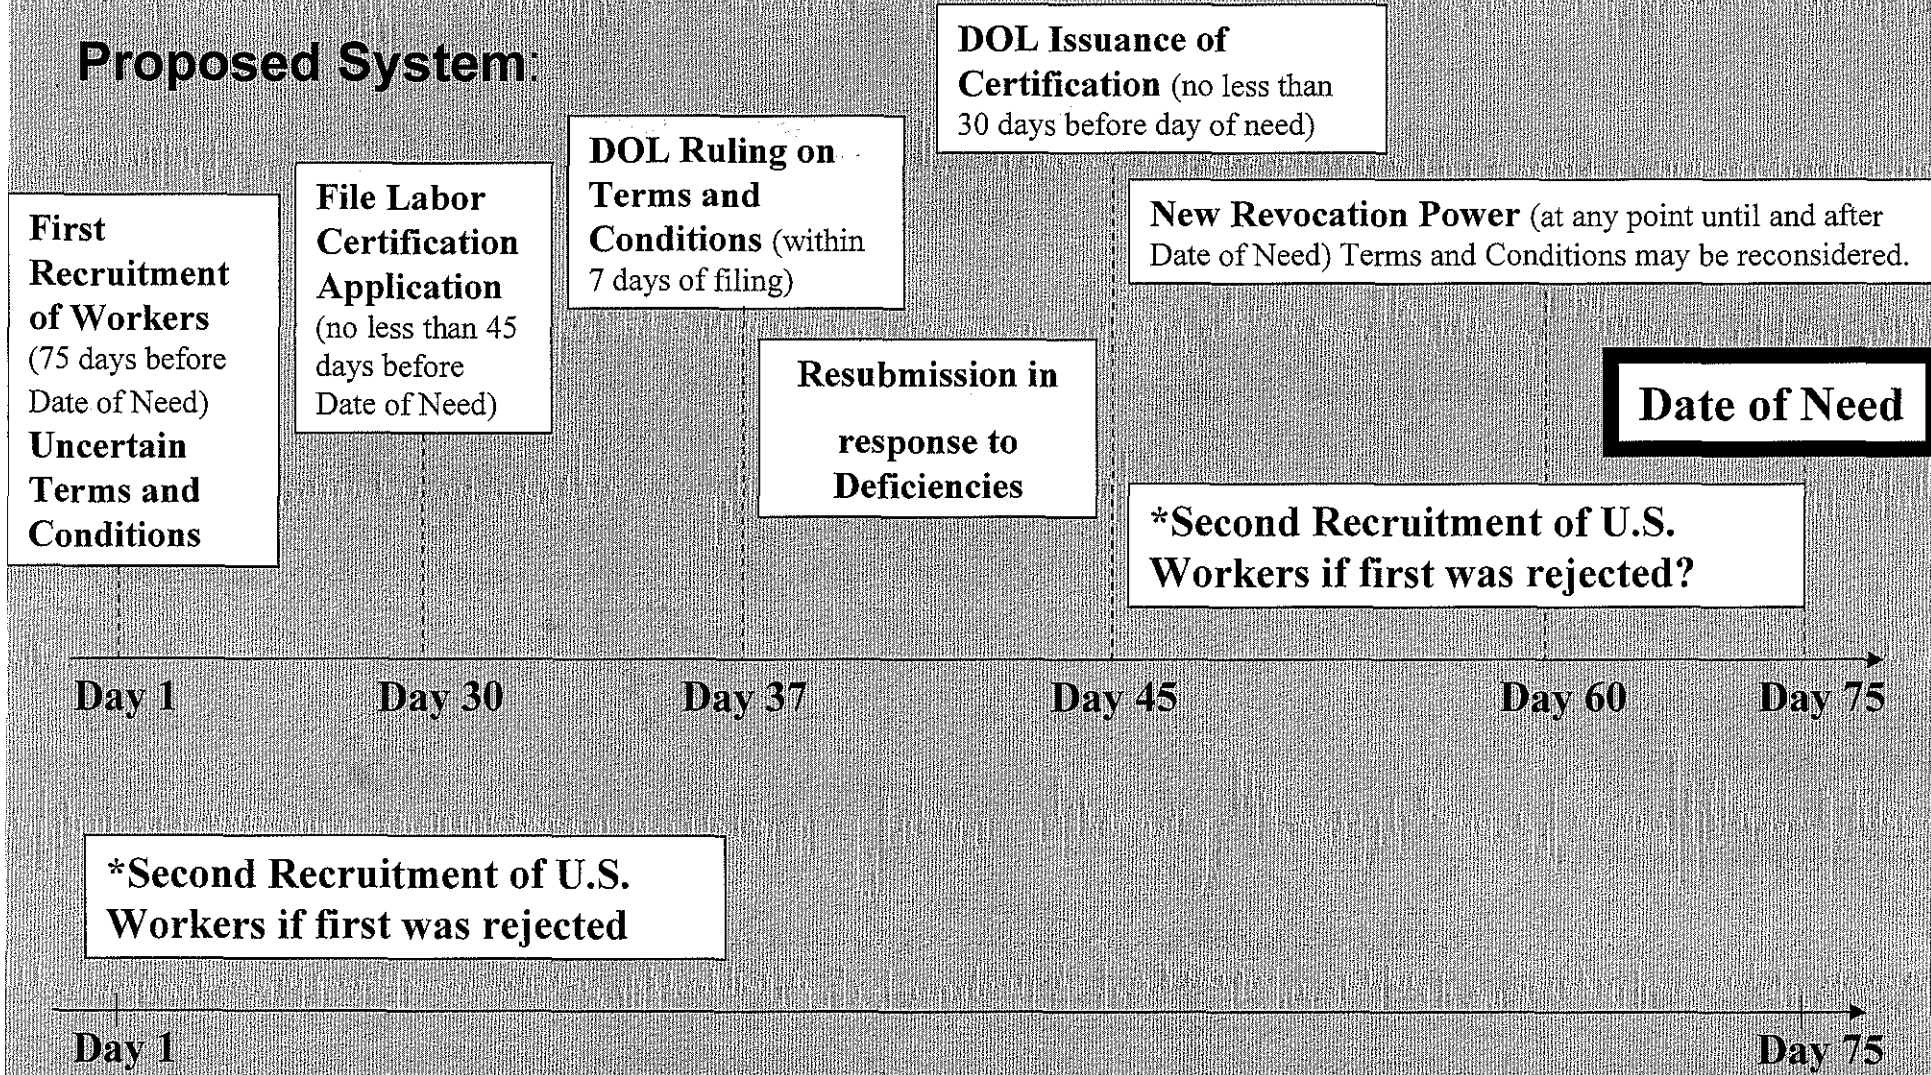 Proposed System:
DOL Issuance of
Certification (no less than
30 days before day of need)
DOL Ruling on
Terms and
Conditions (within
7 days of filing)
File Labor
Certification
Application
(no less than 45
days before
Date of Need)
First
Recruitment
of Workers
(75 days before
Date of Need)
Uncertain
Terms and
Conditions
New Revocation Power (at any point until and after
Date of Need) Terms and Conditions may be reconsidered.
Resubmission in
response to
Deficiencies
Date of Need
*Second Recruitment of U.S.
Workers if first was rejected?
Day 1 Day 30 Day 37 Day 45 Day 60 Day 75
*Second Recruitment of U.S.
Workers if first was rejected
Day 1 Day 75